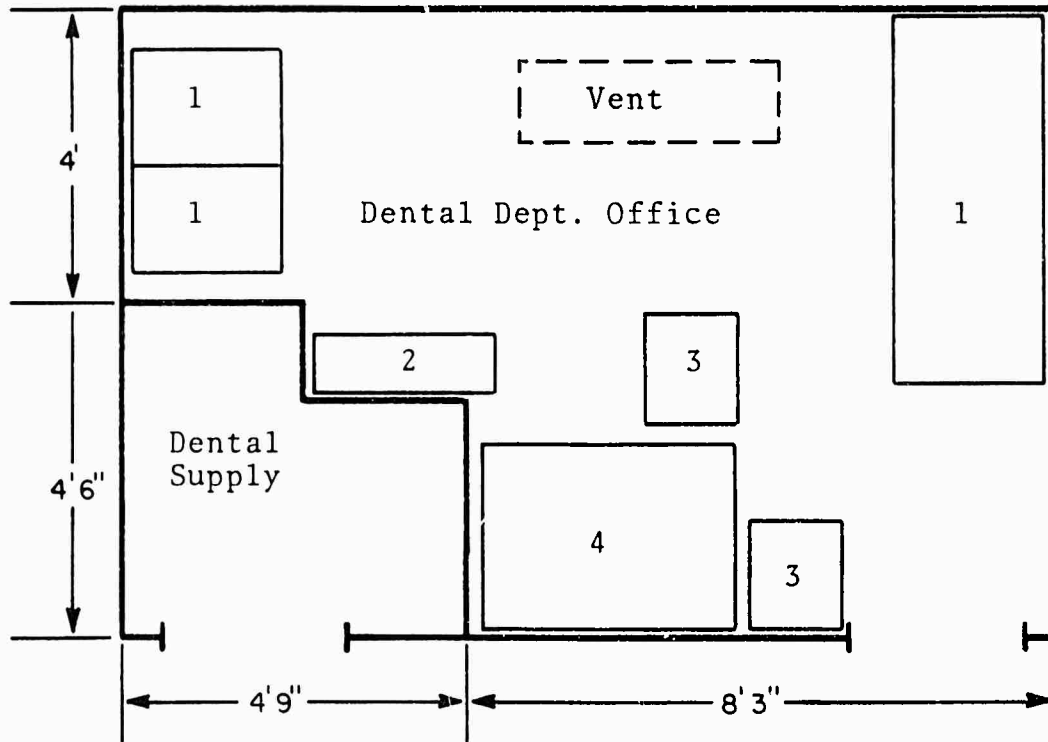 Vent
1
4'
1
Dental Dept. Office
1
2
3
Dental
Supply
4'6"
4
3
4'9"
8'3"